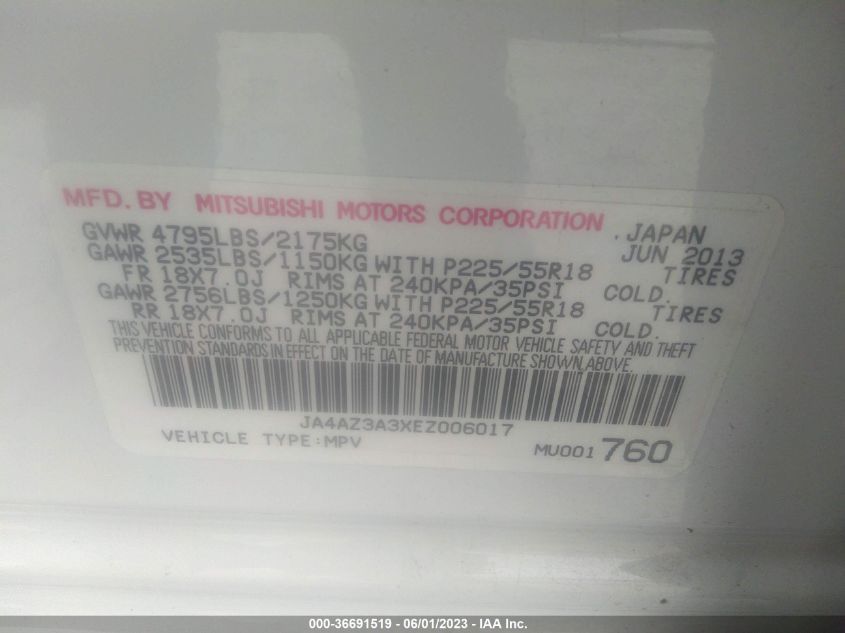 MFD. BY MITSUBISHI MOTORS CORPORATION
. JAPAN
GVWR 4795LBS/2175KG JUN 2013
GAWR 2535LBS/1150KG WITH P225/55R18 TIRES
FR 18X7.0J RIMS AT 240KPA/35PSI COLD.
GAWR 2756LBS/1250KG WITH P225/55R18 TIRES
RR 18X7.0J RIMS AT 240KPA/35PSI COLD.
THIS VEHICLE CONFORMS TO ALL APPLICABLE FEDERAL MOTOR VEHICLE SAFETY AND THEFT
PREVENTION STANDARDS IN EFFECT ON THE DATE OF MANUFACTURE SHOWN ABOVE.
JA4AZ3A3XEZ006017
VEHICLE TYPE:MPV MU001 760
000-36691519 - 06/01/2023 - IAA Inc.